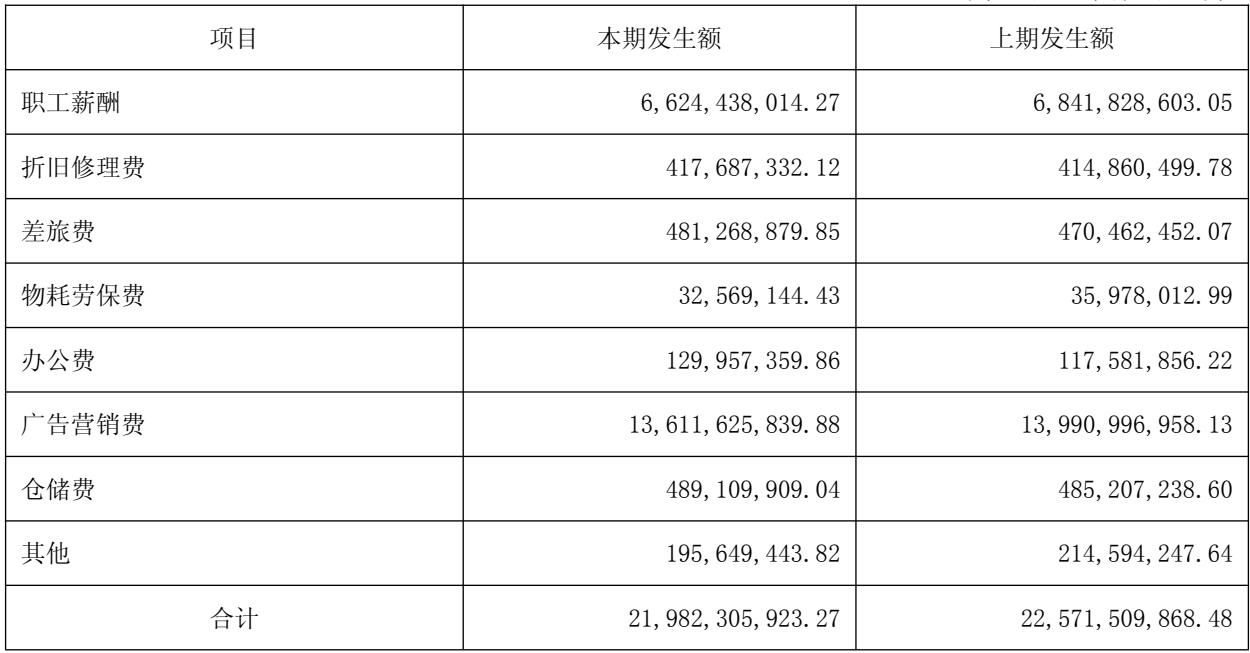 项目 本期发生额 上期发生额
职工薪酬 6,624,438,014.27 6,841,828,603.05
折旧修理费 417,687,332.12 414,860,499.78
差旅费 481,268,879.85 470,462,452.07
物耗劳保费 32,569,144.43 35,978,012.99
办公费 129,957,359.86 117,581,856.22
广告营销费 13,611,625,839.88 13,990,996,958.13
仓储费 489,109,909.04 485,207,238.60
其他 195,649,443.82 214,594,247.64
合计 21,982,305,923.27 22,571,509,868.48